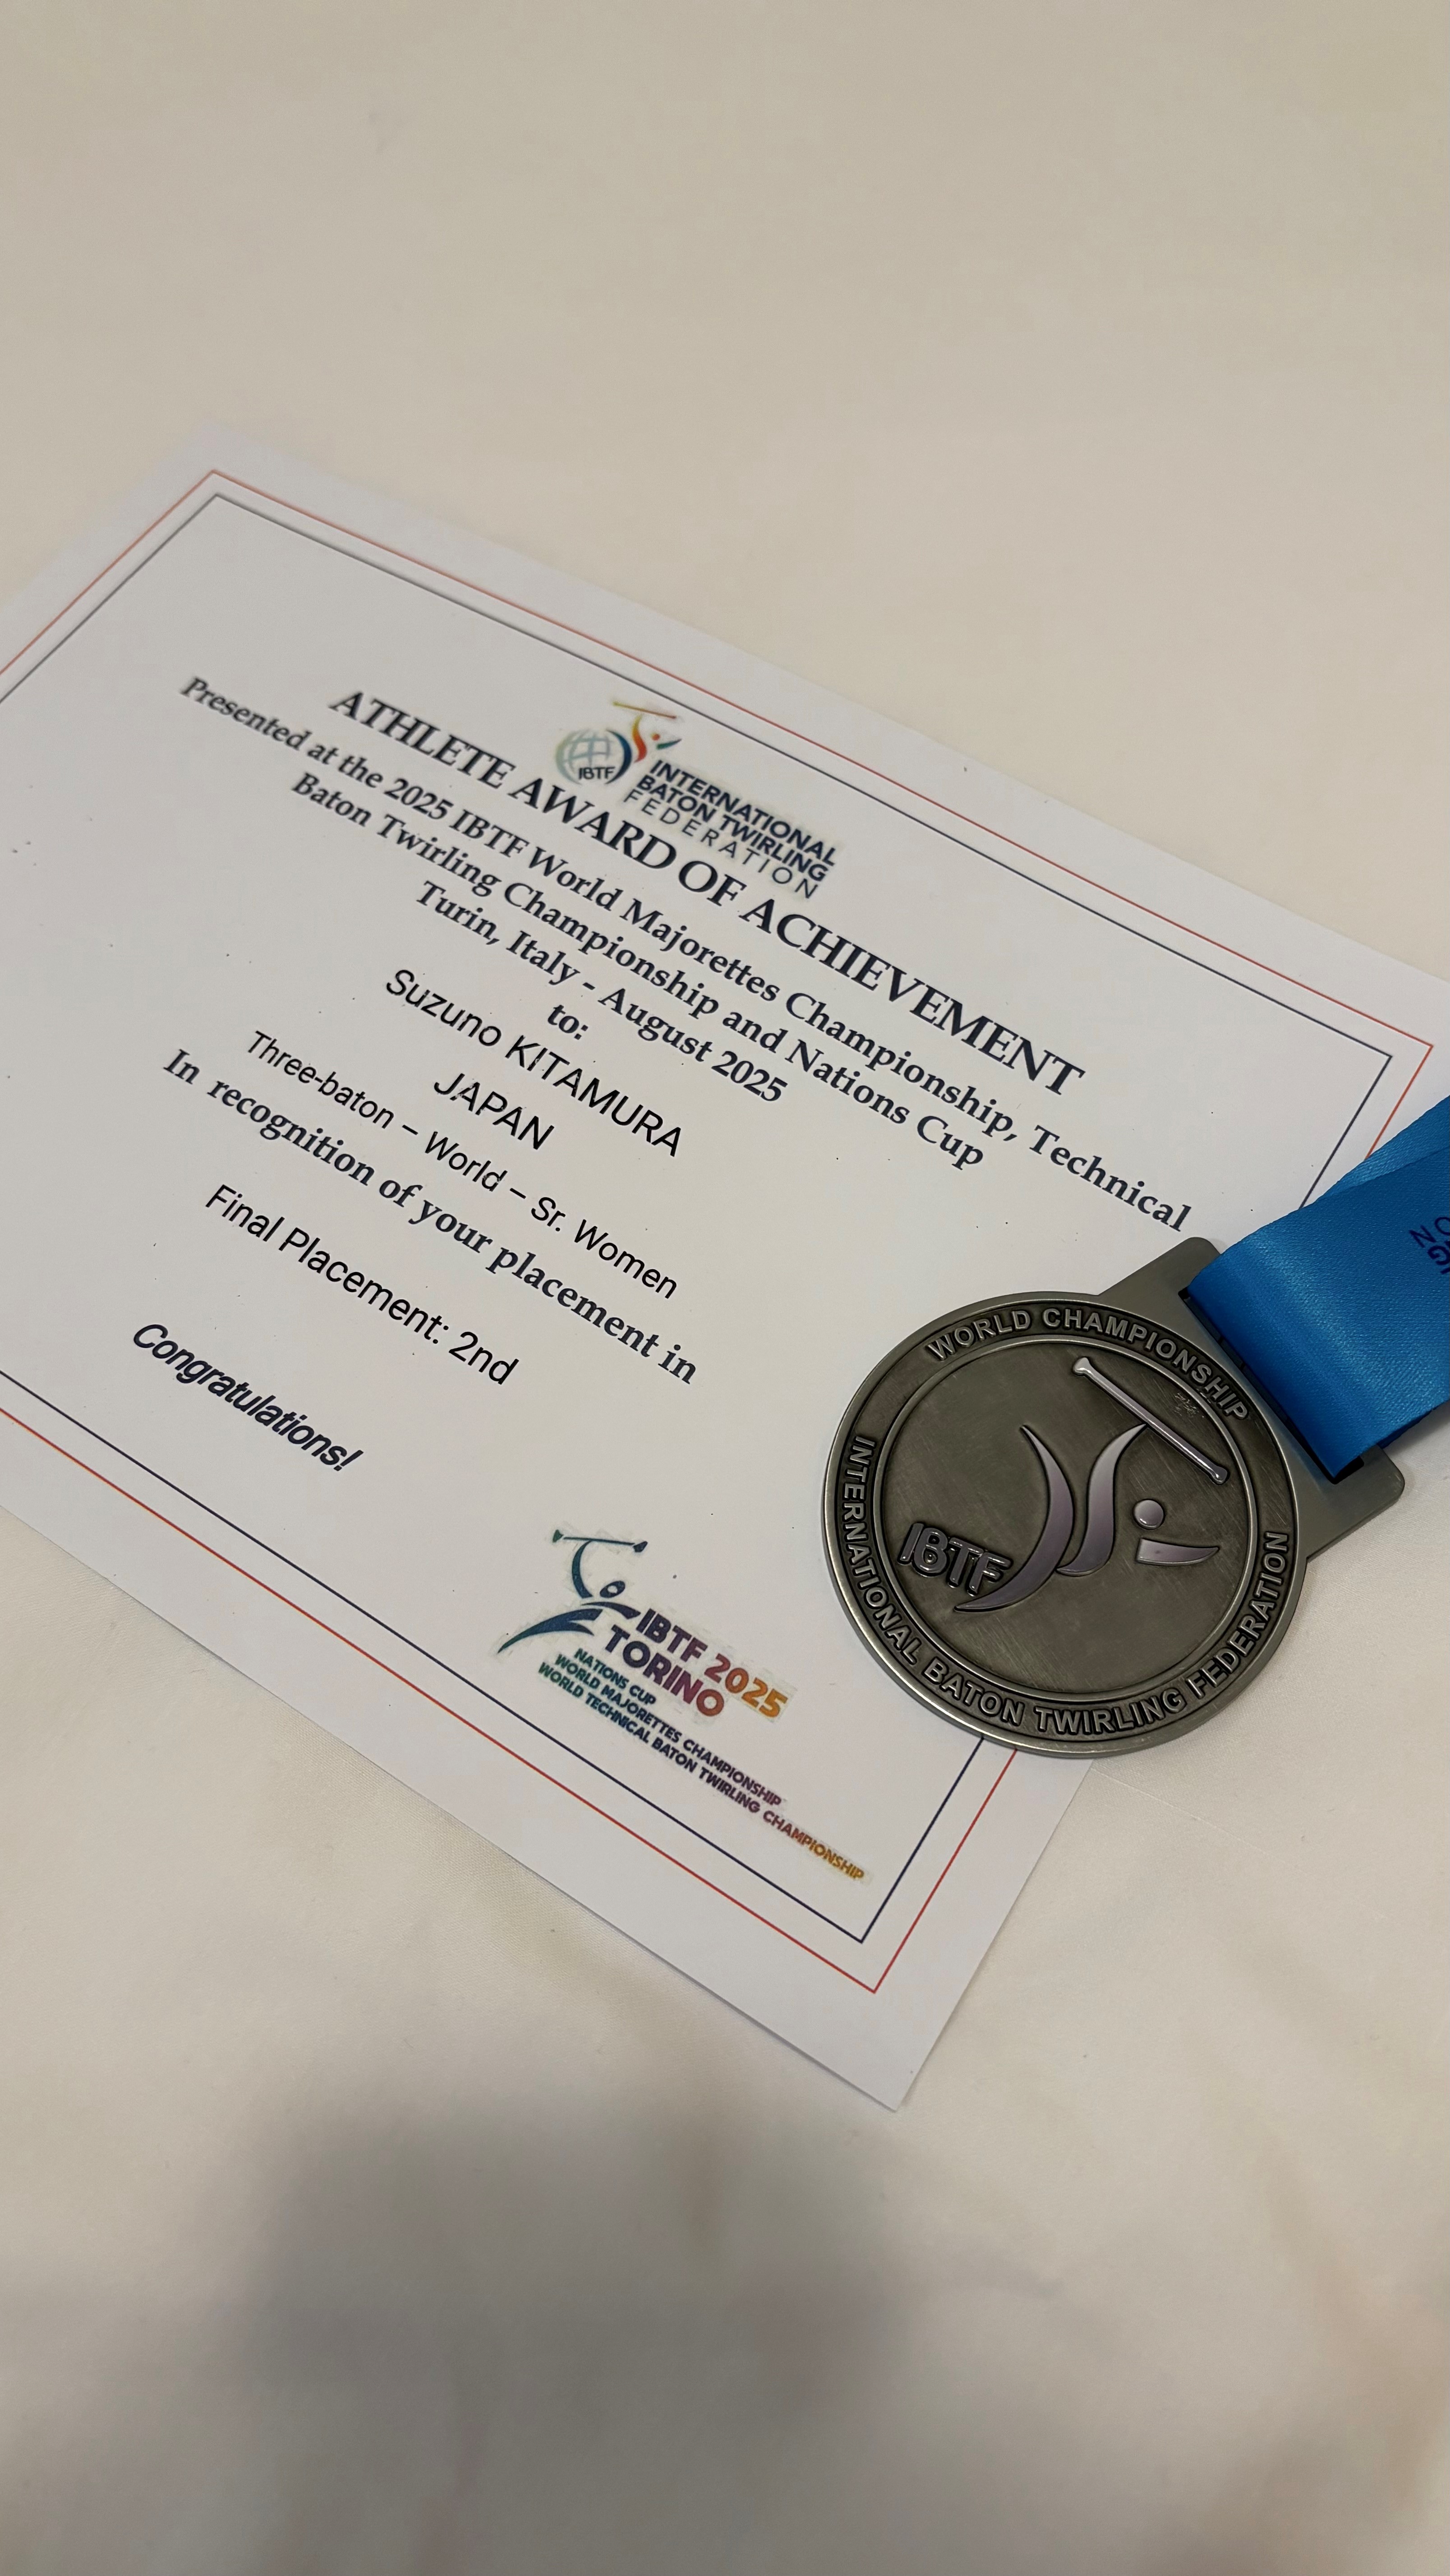 IBTF
INTERNATIONAL
BATON TWIRLING
FEDERATION
ATHLETE AWARD OF ACHIEVEMENT
Presented at the 2025 IBTF World Majorettes Championship, Technical
Baton Twirling Championship and Nations Cup
Turin, Italy - August 2025
to:
Suzuno KITAMURA
JAPAN
Three-baton – World – Sr. Women
In recognition of your placement in
Final Placement: 2nd
Congratulations!
IBTF 2025
TORINO
NATIONS CUP
WORLD MAJORETTES CHAMPIONSHIP
WORLD TECHNICAL BATON TWIRLING CHAMPIONSHIP
WORLD CHAMPIONSHIP
IBTF
INTERNATIONAL BATON TWIRLING FEDERATION